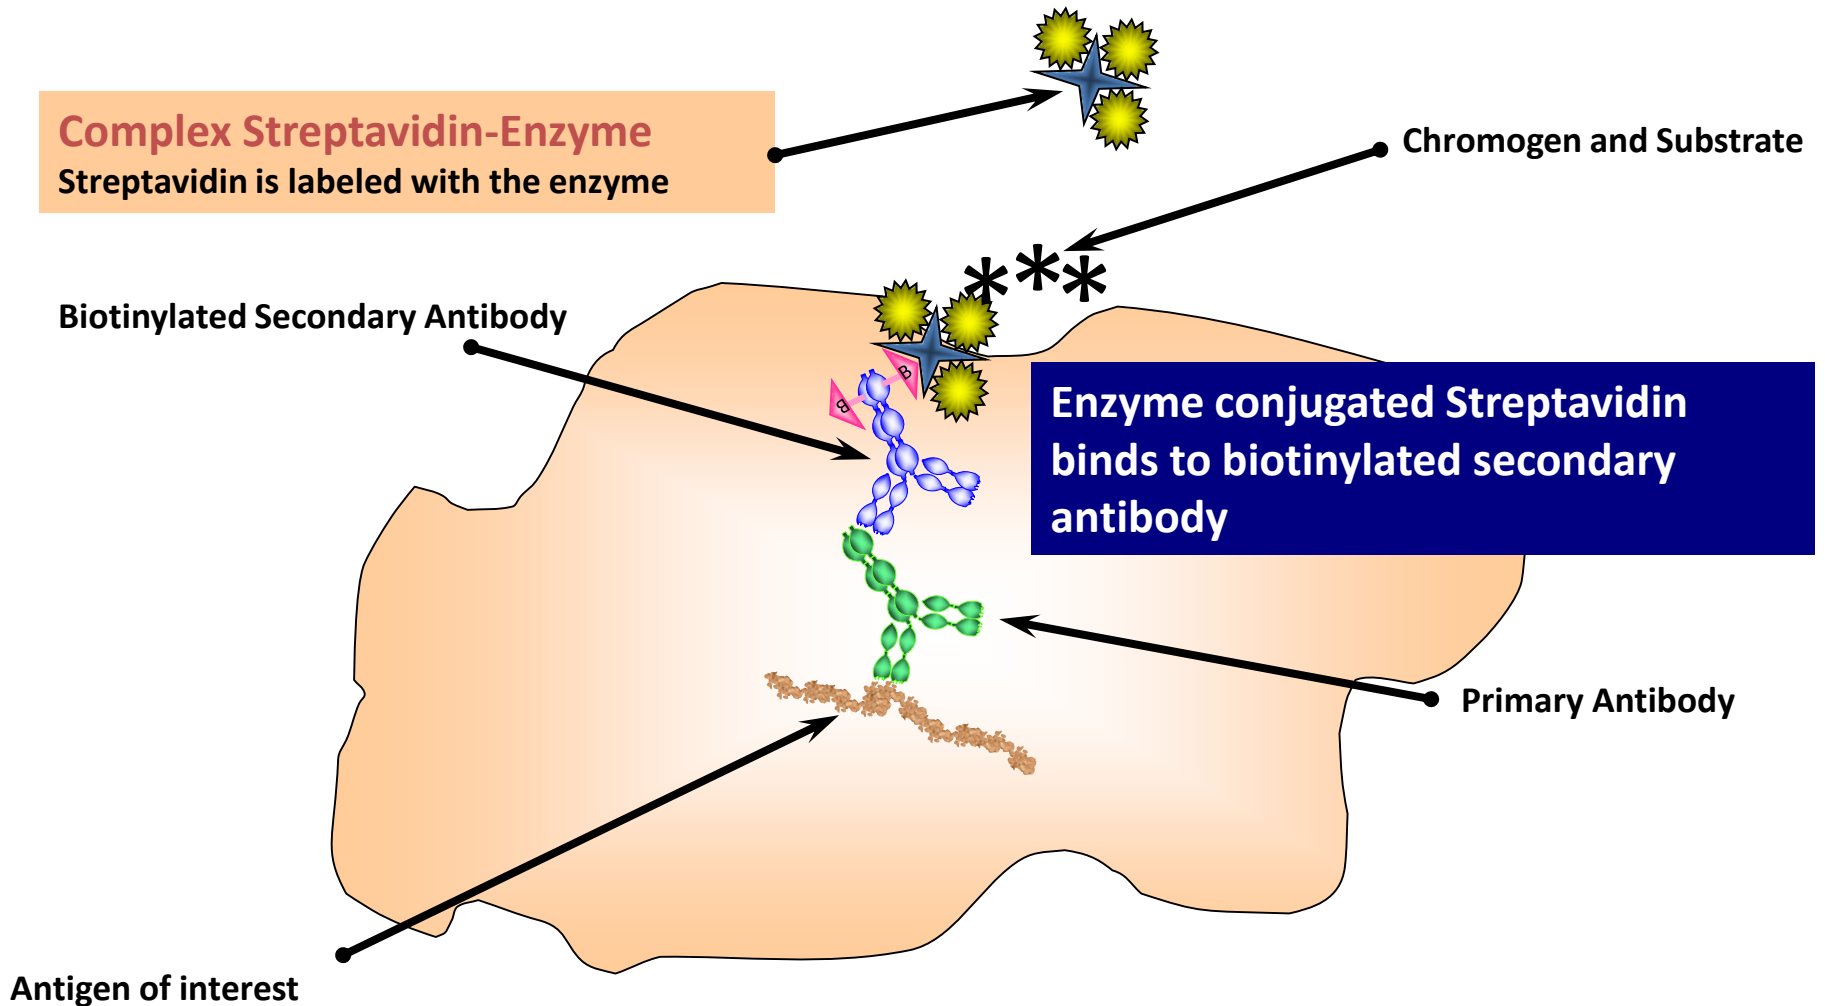 Complex Streptavidin-Enzyme
Streptavidin is labeled with the enzyme
Chromogen and Substrate
***
Biotinylated Secondary Antibody
B
B
Enzyme conjugated Streptavidin
binds to biotinylated secondary
antibody
Primary Antibody
Antigen of interest